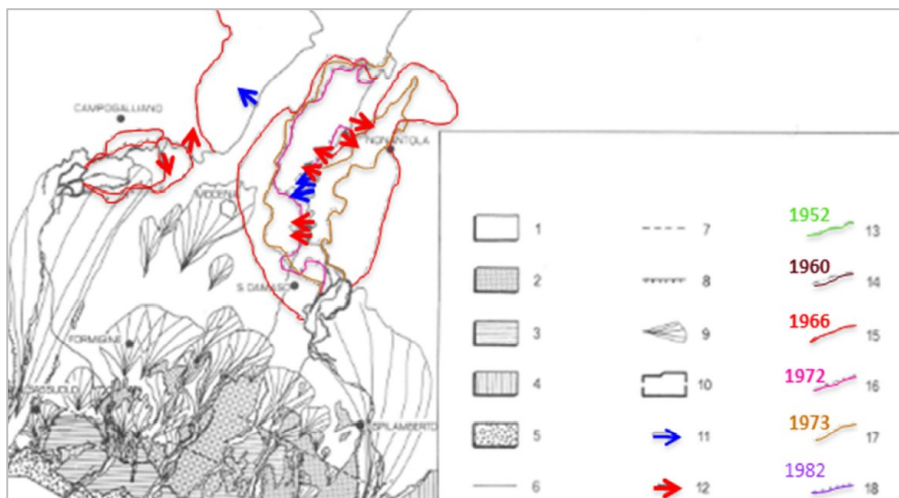 CAMPOGALLIANO
NONANTOLA
MODENA
S.DAMASO
FORMIGINE
SASSUOLO
SPILAMBERTO
1 7 1952 13
2 8 1960 14
3 9 1966 15
4 10 1972 16
5 11 1973 17
6 12 1982 18